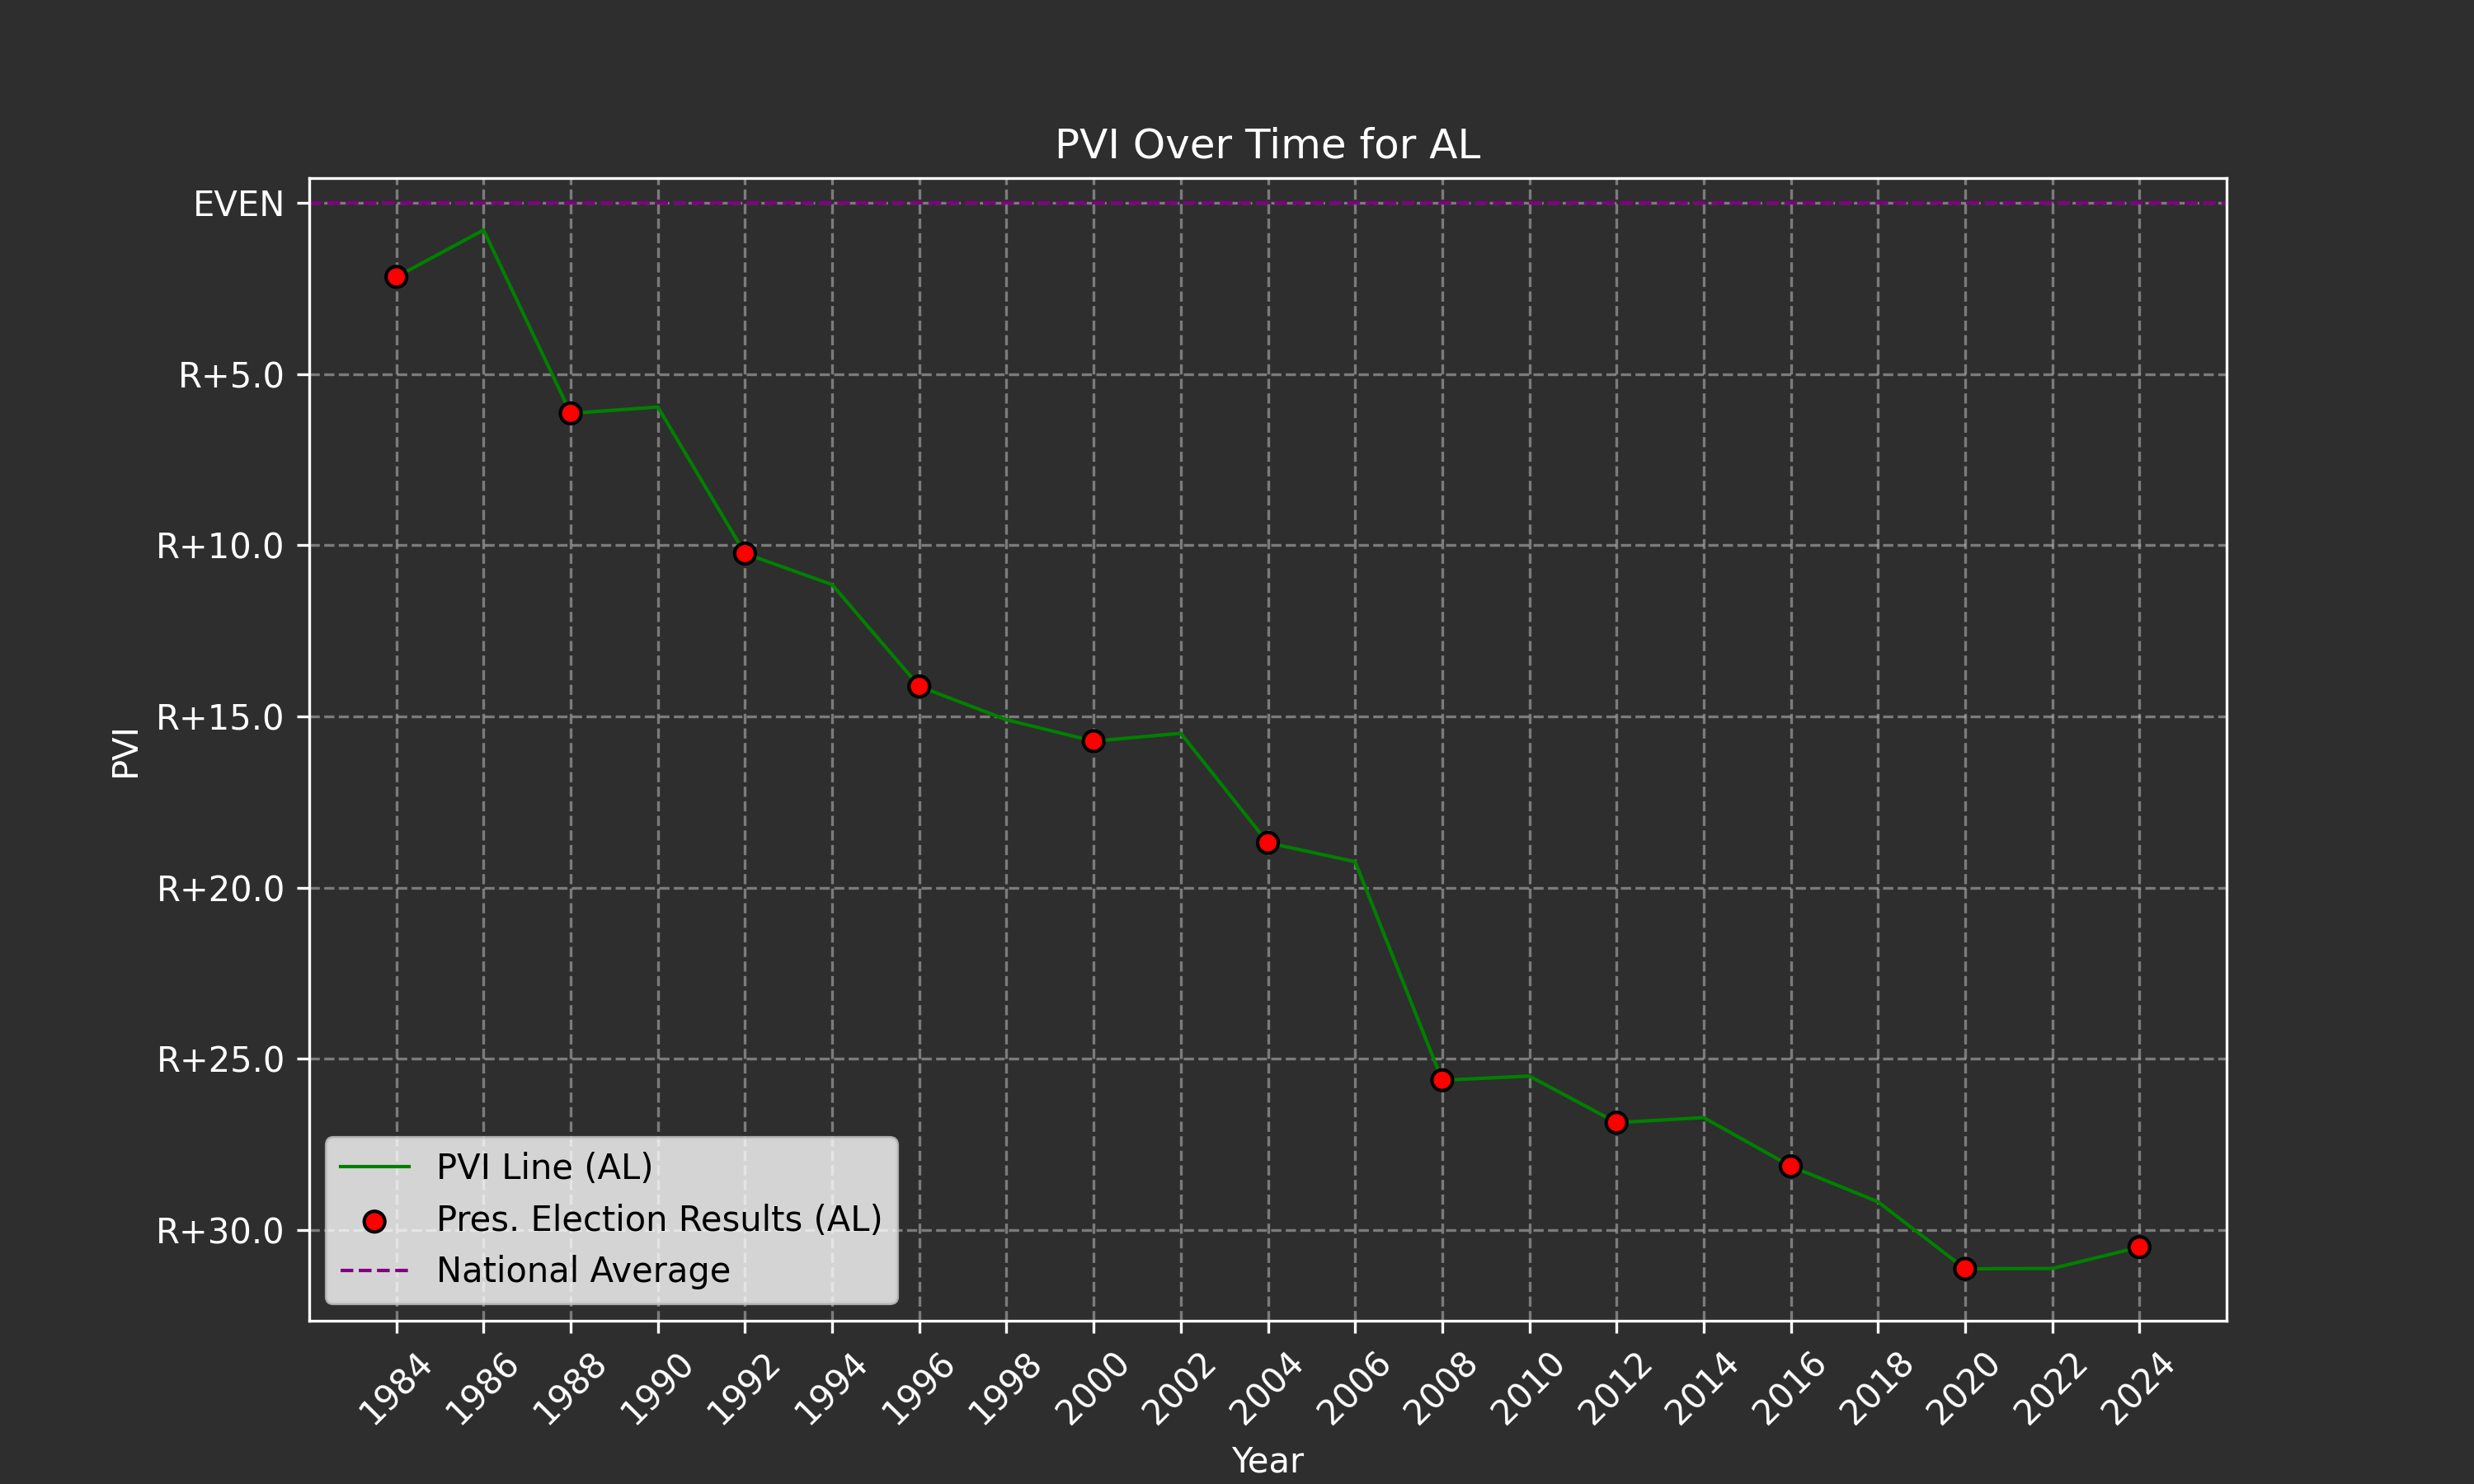 PVI Over Time for AL
PVI
EVEN
R+5.0
R+10.0
R+15.0
R+20.0
R+25.0
R+30.0
PVI Line (AL)
Pres. Election Results (AL)
National Average
1984
1986
1988
1990
1992
1994
1996
1998
2000
2002
2004
2006
2008
2010
2012
2014
2016
2018
2020
2022
2024
Year